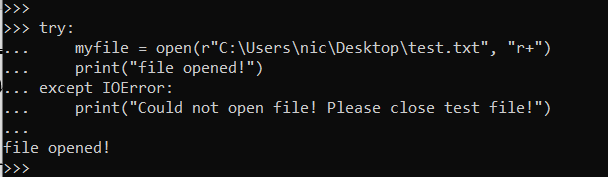 >>>
>>> try:
...     myfile = open(r"C:\Users\nic\Desktop\test.txt", "r+")
...     print("file opened!")
... except IOError:
...     print("Could not open file! Please close test file!")
...
file opened!
>>>